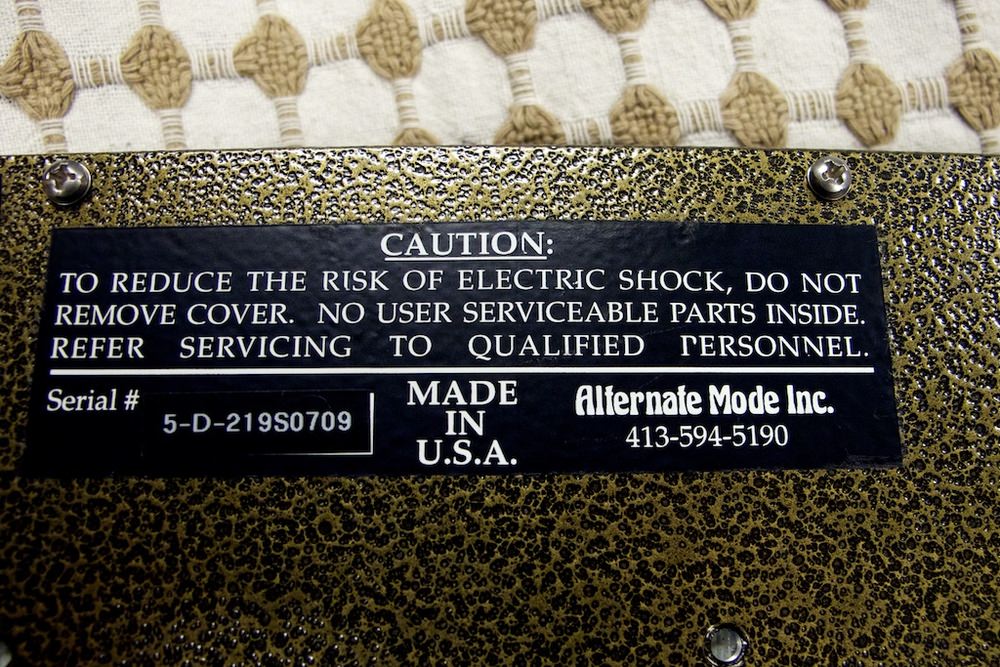 CAUTION:
TO REDUCE THE RISK OF ELECTRIC SHOCK, DO NOT
REMOVE COVER. NO USER SERVICEABLE PARTS INSIDE.
REFER SERVICING TO QUALIFIED PERSONNEL.
Serial #
5-D-219S0709
MADE
IN
U.S.A.
Alternate Mode Inc.
413-594-5190